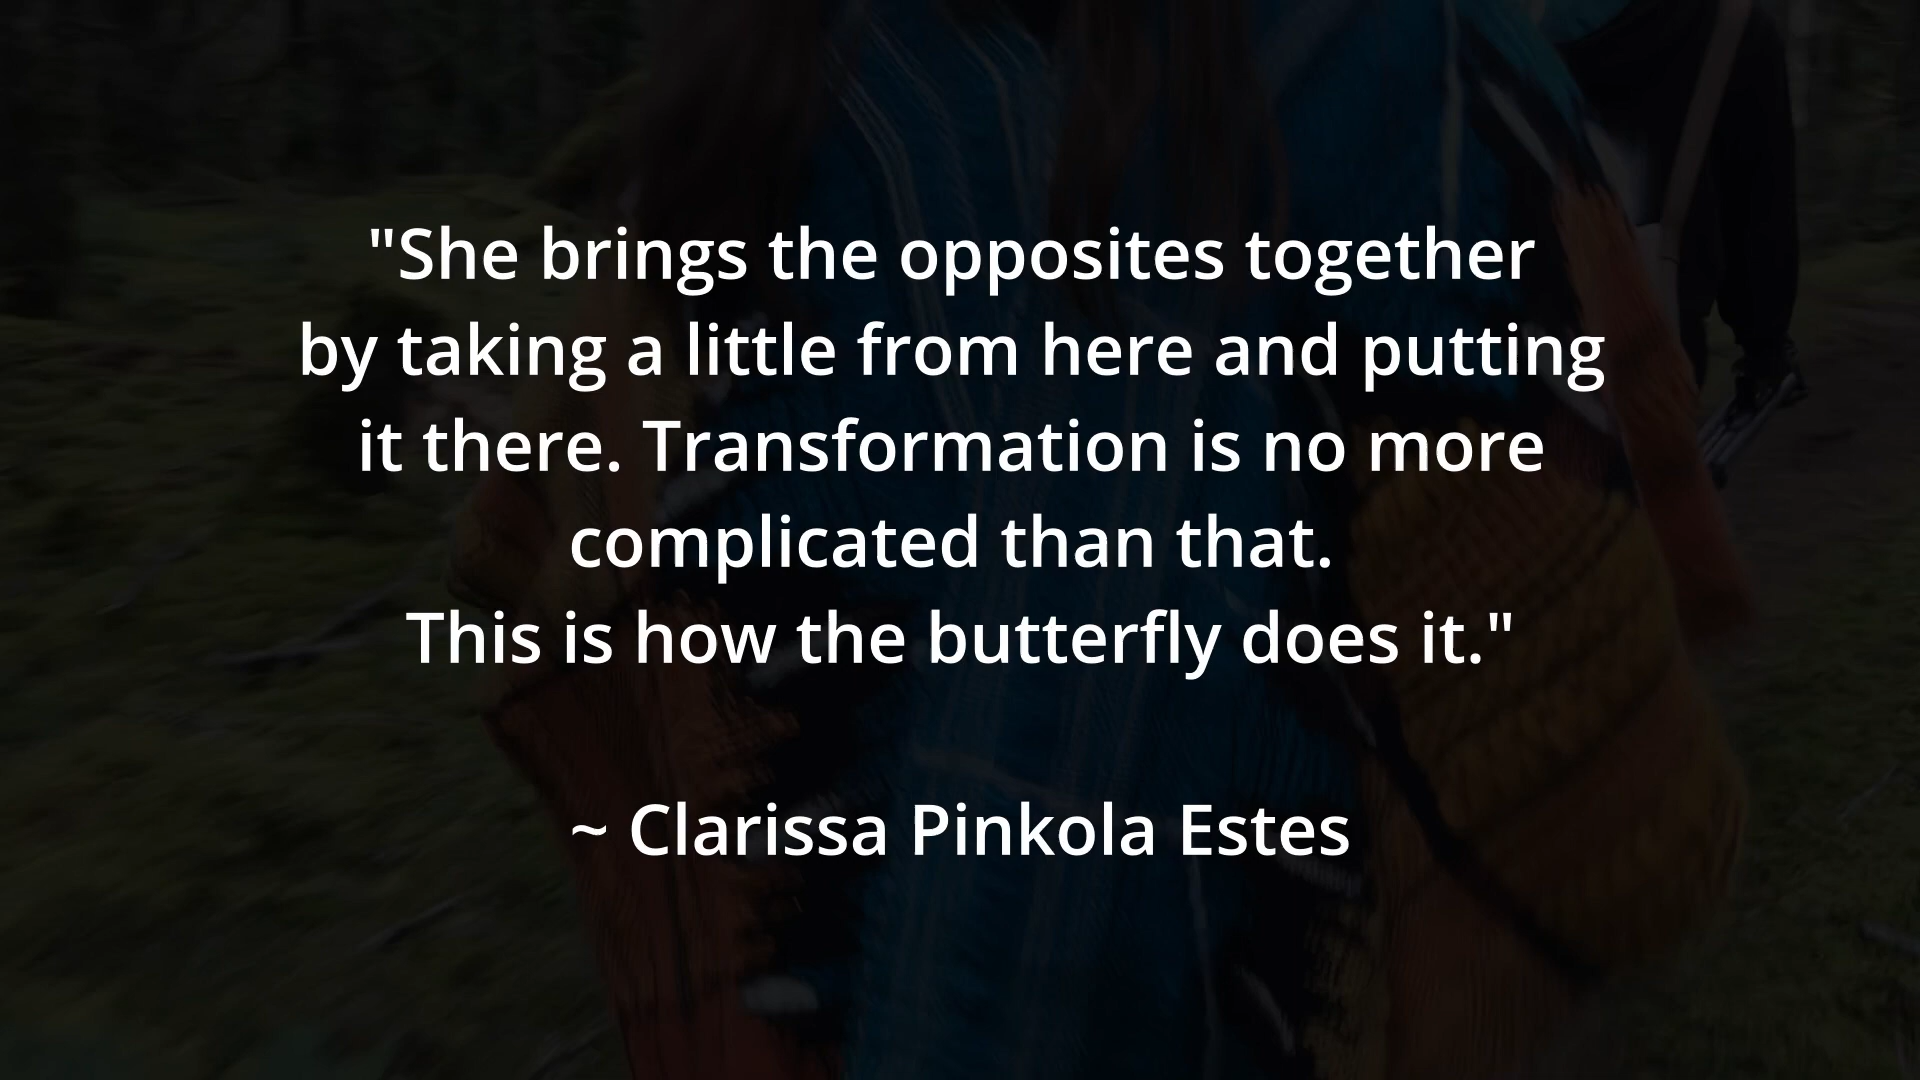 "She brings the opposites together
by taking a little from here and putting
it there. Transformation is no more
complicated than that.
This is how the butterfly does it."
~ Clarissa Pinkola Estes